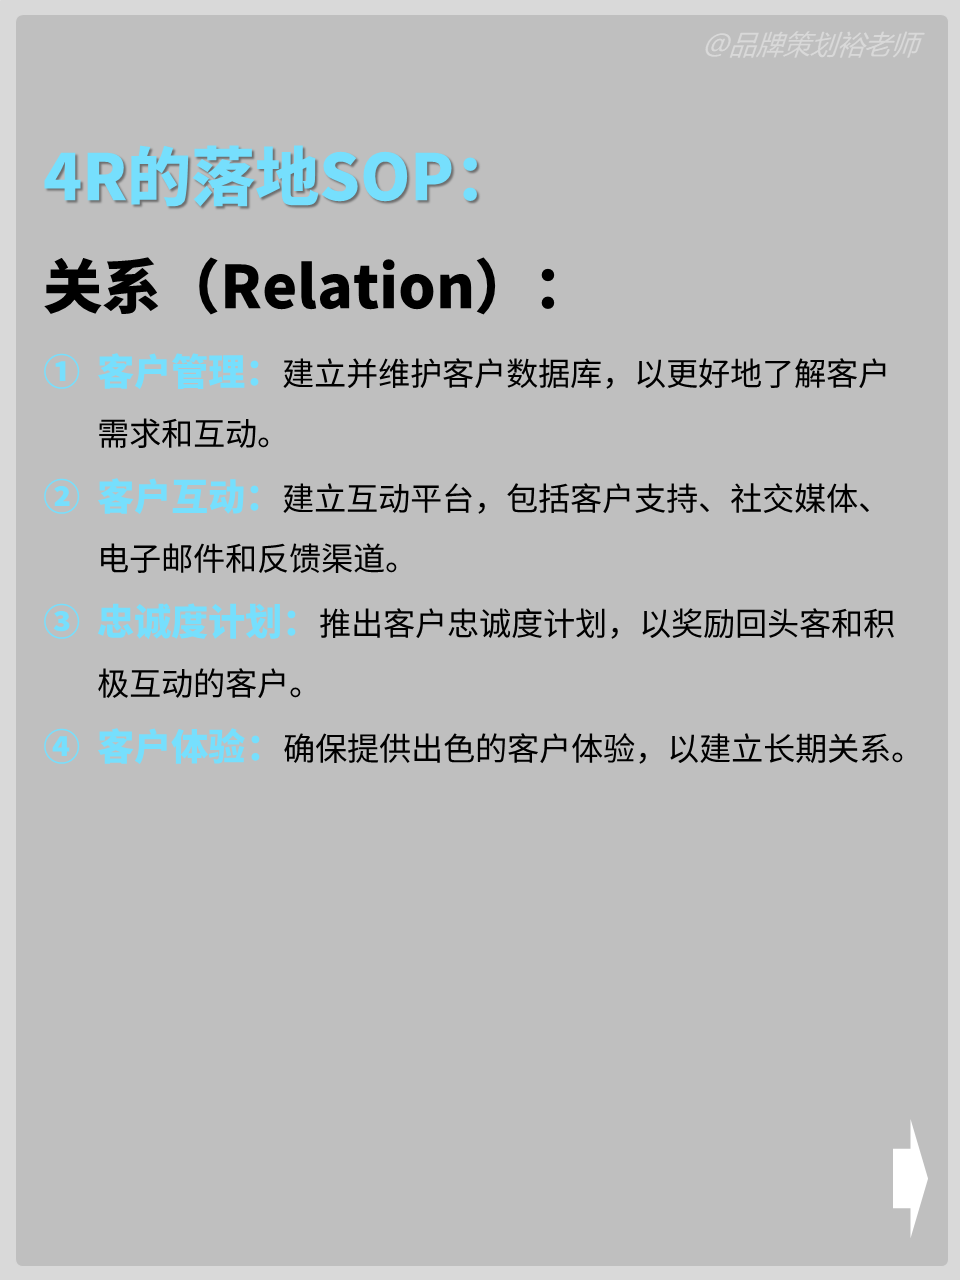 @品牌策划裕老师
4R的落地SOP：
关系（Relation）：
① 客户管理：建立并维护客户数据库，以更好地了解客户
需求和互动。
② 客户互动：建立互动平台，包括客户支持、社交媒体、
电子邮件和反馈渠道。
③ 忠诚度计划：推出客户忠诚度计划，以奖励回头客和积
极互动的客户。
④ 客户体验：确保提供出色的客户体验，以建立长期关系。